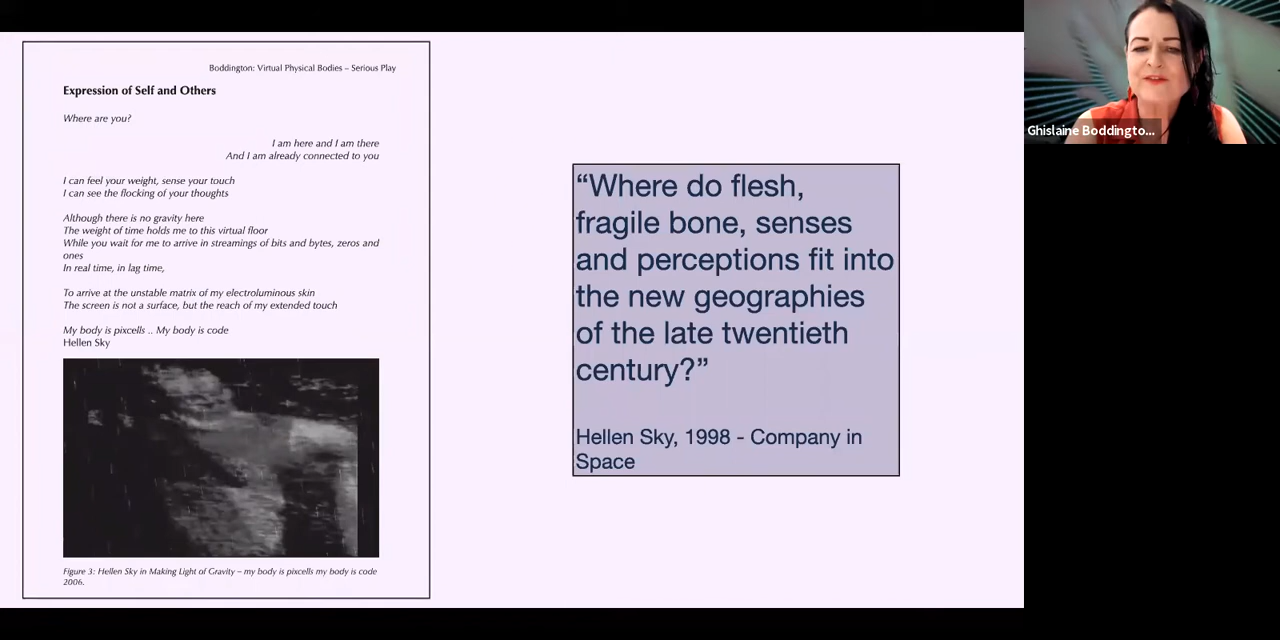 Boddington: Virtual Physical Bodies – Serious Play
Expression of Self and Others
Where are you?
I am here and I am there
And I am already connected to you
I can feel your weight, sense your touch
I can see the flocking of your thoughts
Although there is no gravity here
The weight of time holds me to this virtual floor
While you wait for me to arrive in streamings of bits and bytes, zeros and
ones
In real time, in lag time,
To arrive at the unstable matrix of my electroluminous skin
The screen is not a surface, but the reach of my extended touch
My body is pixcells .. My body is code
Hellen Sky
Figure 3: Hellen Sky in Making Light of Gravity – my body is pixcells my body is code
2006.
“Where do flesh,
fragile bone, senses
and perceptions fit into
the new geographies
of the late twentieth
century?”
Hellen Sky, 1998 - Company in
Space
Ghislaine Boddingto...